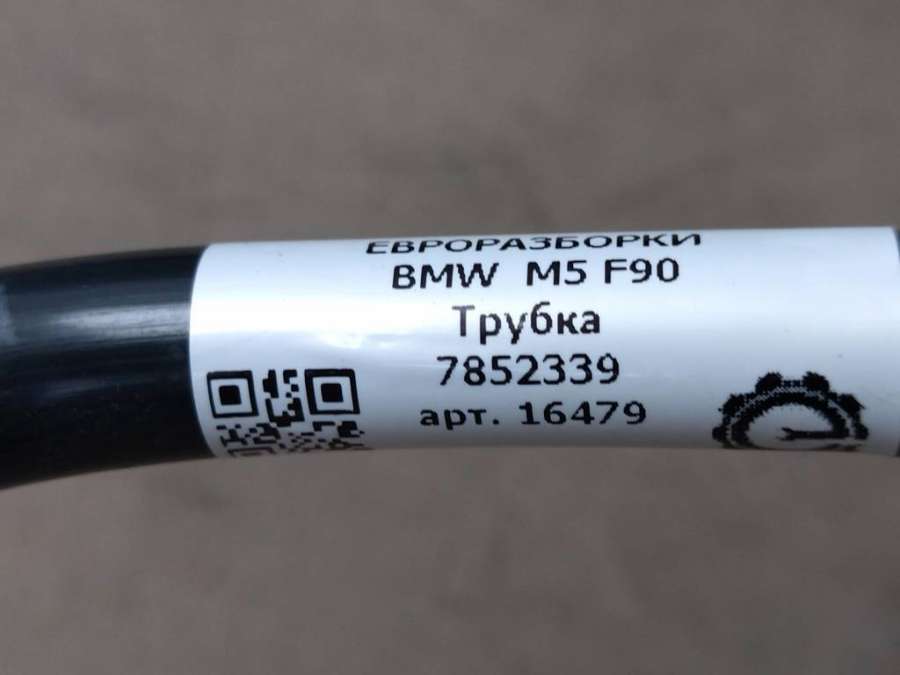 ЕВРОРАЗБОРКИ
BMW M5 F90
Трубка
7852339
арт. 16479